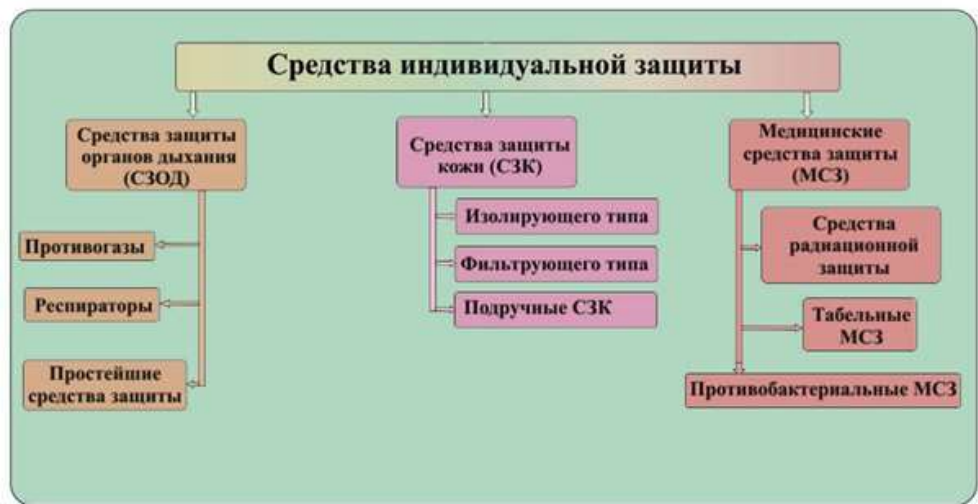 Средства индивидуальной защиты
Средства защиты
органов дыхания
(СЗОД)
Противогазы
Респираторы
Простейшие
средства защиты
Средства защиты
кожи (СЗК)
Изолирующего типа
Фильтрующего типа
Подручные СЗК
Медицинские
средства защиты
(МСЗ)
Средства
радиационной
защиты
Табельные
МСЗ
Противобактериальные МСЗ